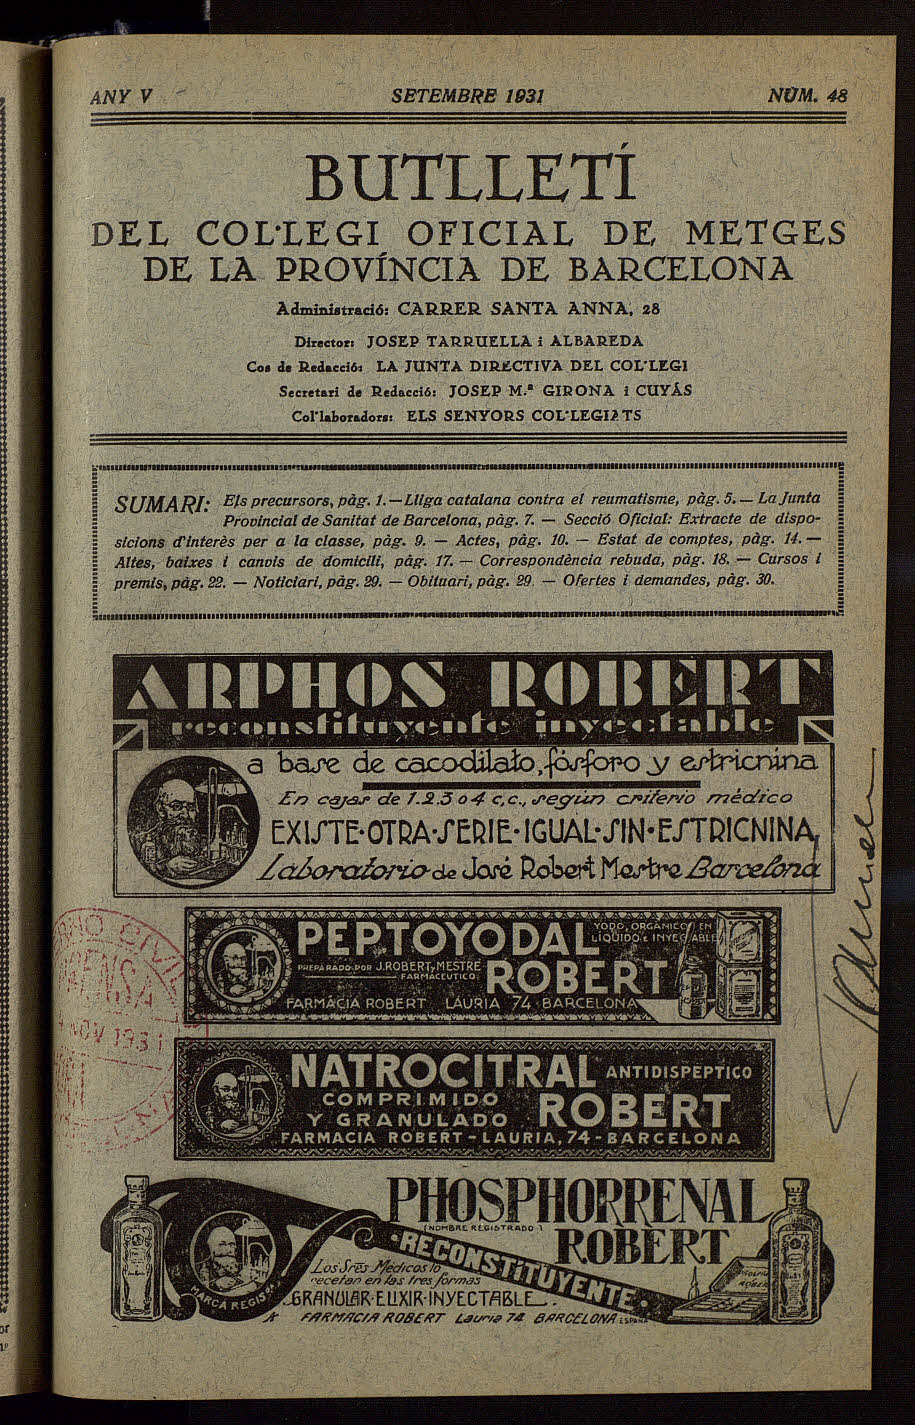 ANY V SETEMBRE 1931 NÚM. 48
BUTLLETÍ
DEL COL·LEGI OFICIAL DE METGES
DE LA PROVÍNCIA DE BARCELONA
Administració: CARRER SANTA ANNA, 28
Director: JOSEP TARRUELLA i ALBAREDA
Cos de Redacció: LA JUNTA DIRECTIVA DEL COL·LEGI
Secretari de Redacció: JOSEP M.ª GIRONA i CUYÁS
Col·laboradors: ELS SENYORS COL·LEGIATS
SUMARI: Els precursors, pàg. 1.—Lliga catalana contra el reumatisme, pàg. 5. — La Junta
Provincial de Sanitat de Barcelona, pàg. 7. — Secció Oficial: Extracte de dispo-
sicions d'interès per a la classe, pàg. 9. — Actes, pàg. 10. — Estat de comptes, pàg. 14. —
Altes, baixes i canvis de domicili, pàg. 17. — Correspondència rebuda, pàg. 18. — Cursos i
premis, pàg. 22. — Noticiari, pàg. 29. — Obituari, pàg. 29. — Ofertes i demandes, pàg. 30.
ARPHOS ROBERT
reconstituyente inyectable
a base de cacodilato, fósforo y estricnina
En cajas de 1.2.3 o 4 c.c., según criterio médico
EXISTE·OTRA·SERIE·IGUAL·SIN·ESTRICNINA
Laboratorio de José Robert Mestre Barcelona
PEPTOYODAL
YODO, ORGANICO EN
LÍQUIDO E INYECTABLE
PREPARADO POR J. ROBERT, MESTRE
FARMACEUTICO
ROBERT
FARMÀCIA ROBERT LAURIA 74 BARCELONA
NOV 1931
NATROCITRAL ANTIDISPEPTICO
COMPRIMIDO
Y GRANULADO ROBERT
FARMACIA ROBERT - LAURIA, 74 - BARCELONA
PHOSPHORRENAL
(NOMBRE REGISTRADO)
ROBERT
·RECONSTITUYENTE·
Los Sres Médicos lo
recetan en las tres formas
GRANULAR·ELIXIR·INYECTABLE
MARCA REGISDA.
FARMACIA ROBERT Lauria 74 BARCELONA ESPAÑA